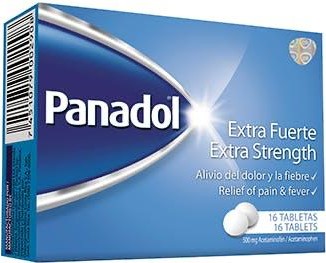 Panadol
Extra Fuerte
Extra Strength
Alivio del dolor y la fiebre ✓
Relief of pain & fever ✓
16 TABLETAS
16 TABLETS
500 mg Acetaminofén / Acetaminophen